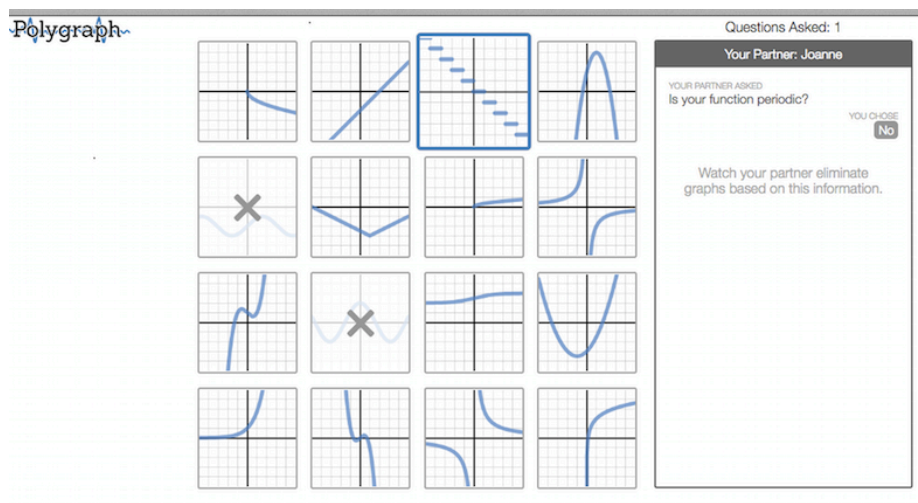 Polygraph
Questions Asked: 1
Your Partner: Joanne
YOUR PARTNER ASKED
Is your function periodic?
YOU CHOSE
No
Watch your partner eliminate
graphs based on this information.